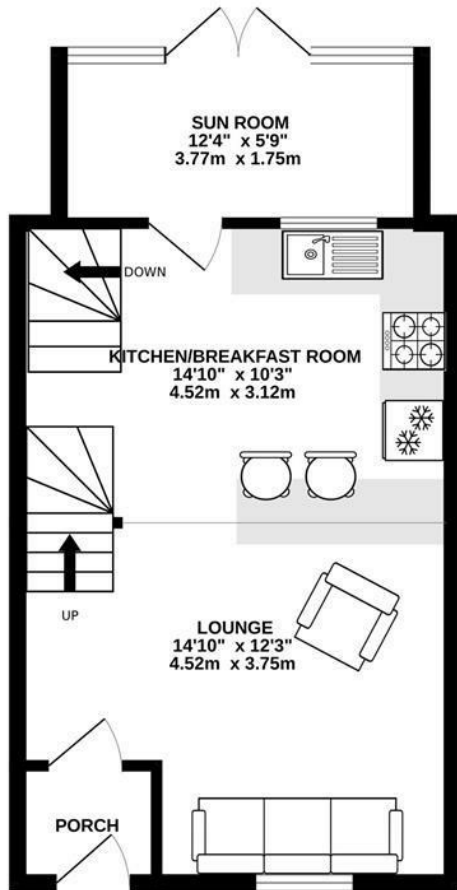 SUN ROOM
12'4" x 5'9"
3.77m x 1.75m
DOWN
KITCHEN/BREAKFAST ROOM
14'10" x 10'3"
4.52m x 3.12m
UP
LOUNGE
14'10" x 12'3"
4.52m x 3.75m
PORCH